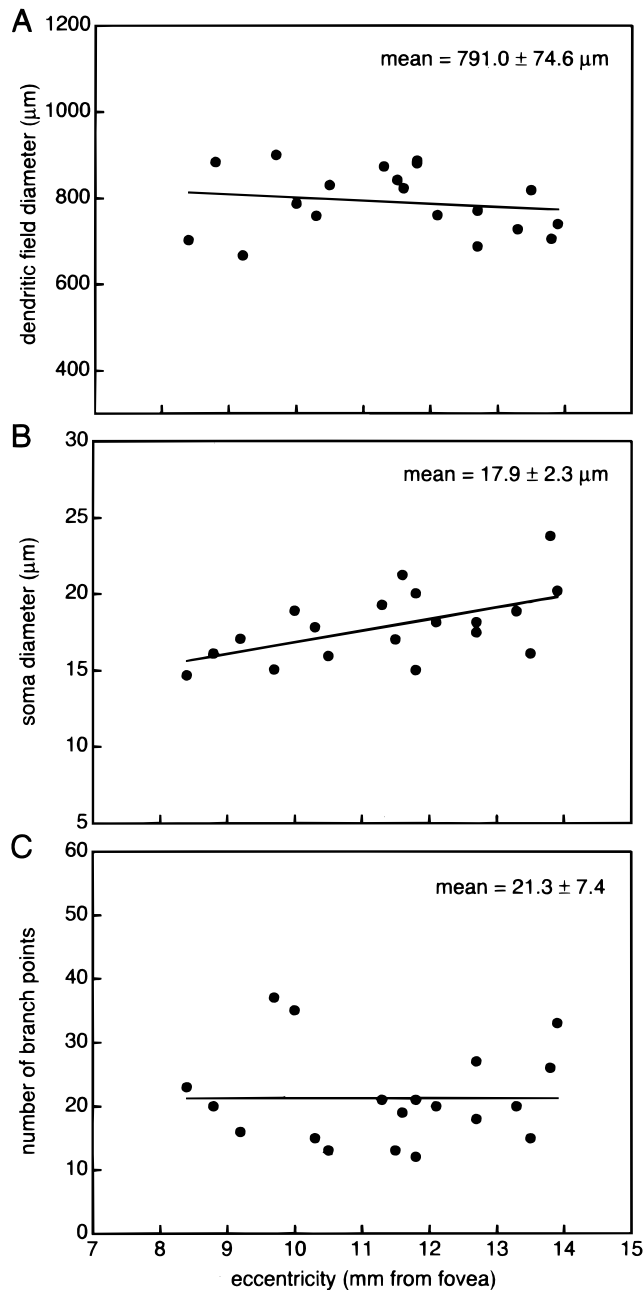 A
1200
1000
800
600
400
dendritic field diameter (μm)
mean = 791.0 ± 74.6 μm
B
30
25
20
15
10
5
soma diameter (μm)
mean = 17.9 ± 2.3 μm
C
60
50
40
30
20
10
0
number of branch points
mean = 21.3 ± 7.4
7 8 9 10 11 12 13 14 15
eccentricity (mm from fovea)